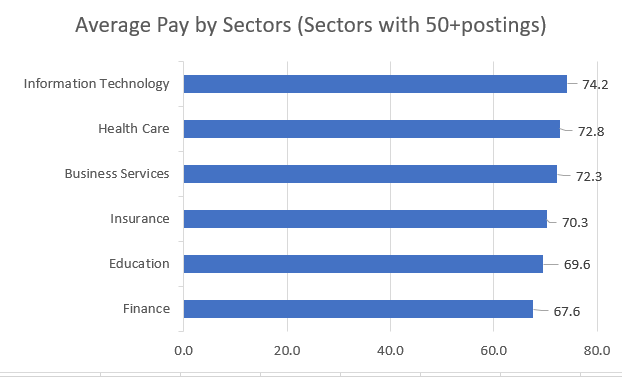 Average Pay by Sectors (Sectors with 50+postings)
Information Technology 74.2
Health Care 72.8
Business Services 72.3
Insurance 70.3
Education 69.6
Finance 67.6
0.0 20.0 40.0 60.0 80.0